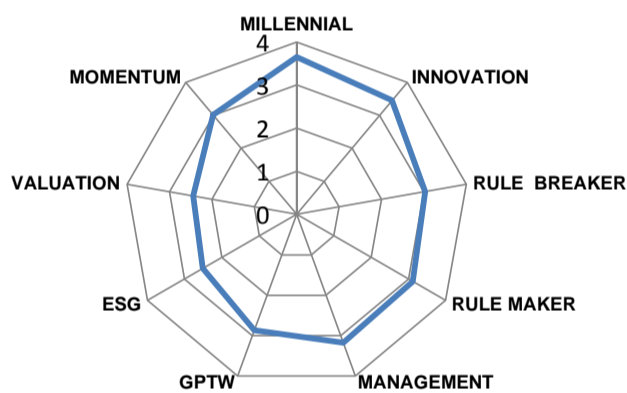 MILLENNIAL
4
MOMENTUM
INNOVATION
3
2
VALUATION
1
RULE  BREAKER
0
ESG
RULE MAKER
GPTW
MANAGEMENT